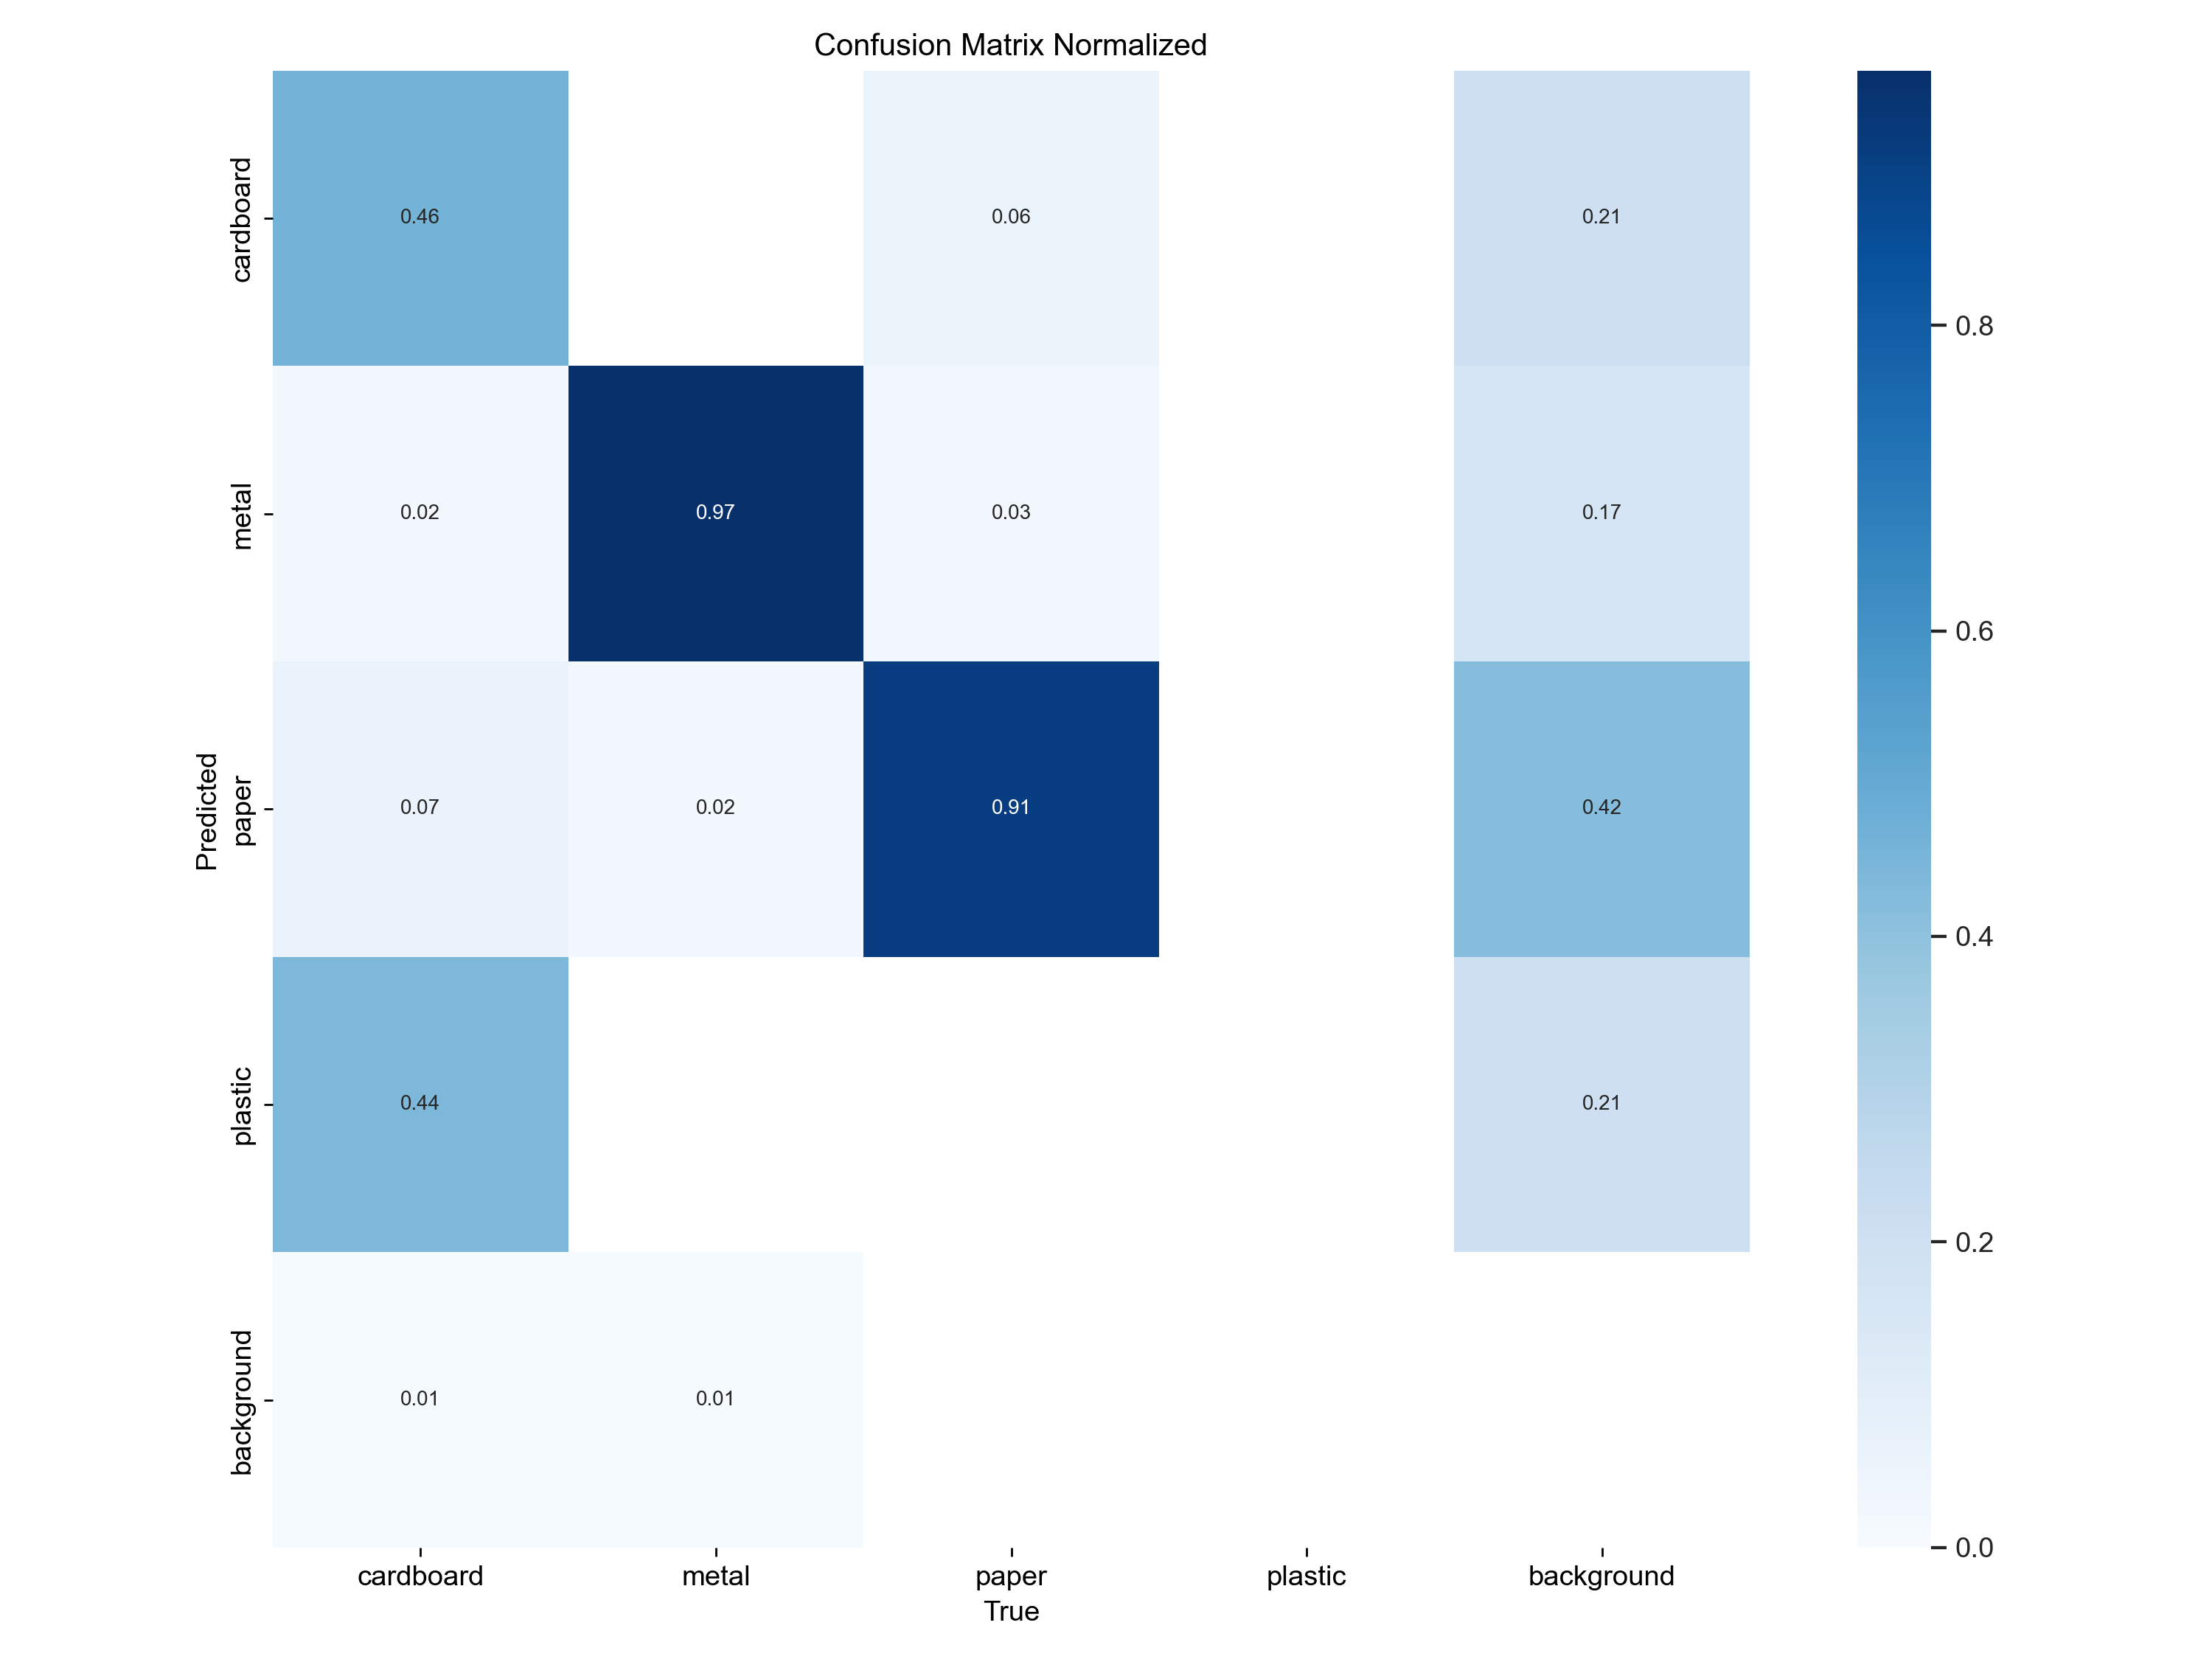 Confusion Matrix Normalized
Predicted
cardboard
0.46
0.06
0.21
metal
0.02
0.97
0.03
0.17
paper
0.07
0.02
0.91
0.42
plastic
0.44
0.21
background
0.01
0.01
cardboard
metal
paper
plastic
background
True
0.8
0.6
0.4
0.2
0.0